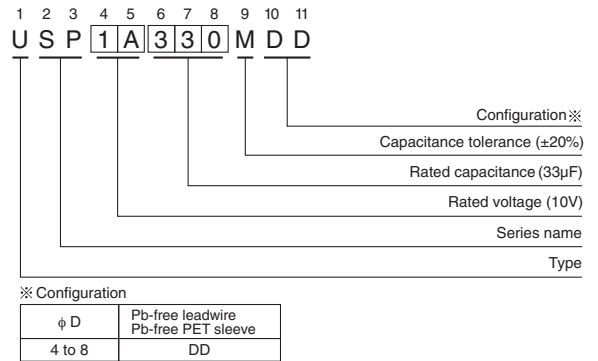 1 2 3 4 5 6 7 8 9 10 11
U S P 1 A 3 3 0 M D D
Configuration※
Capacitance tolerance (±20%)
Rated capacitance (33µF)
Rated voltage (10V)
Series name
Type
※ Configuration
ϕ D
Pb-free leadwire
Pb-free PET sleeve
4 to 8 DD